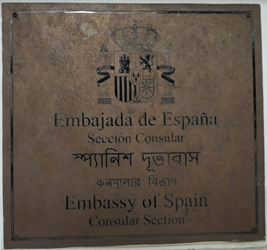 Embajada de España
Sección Consular
স্প্যানিশ দূতাবাস
কনস্যুলার বিভাগ
Embassy of Spain
Consular Section